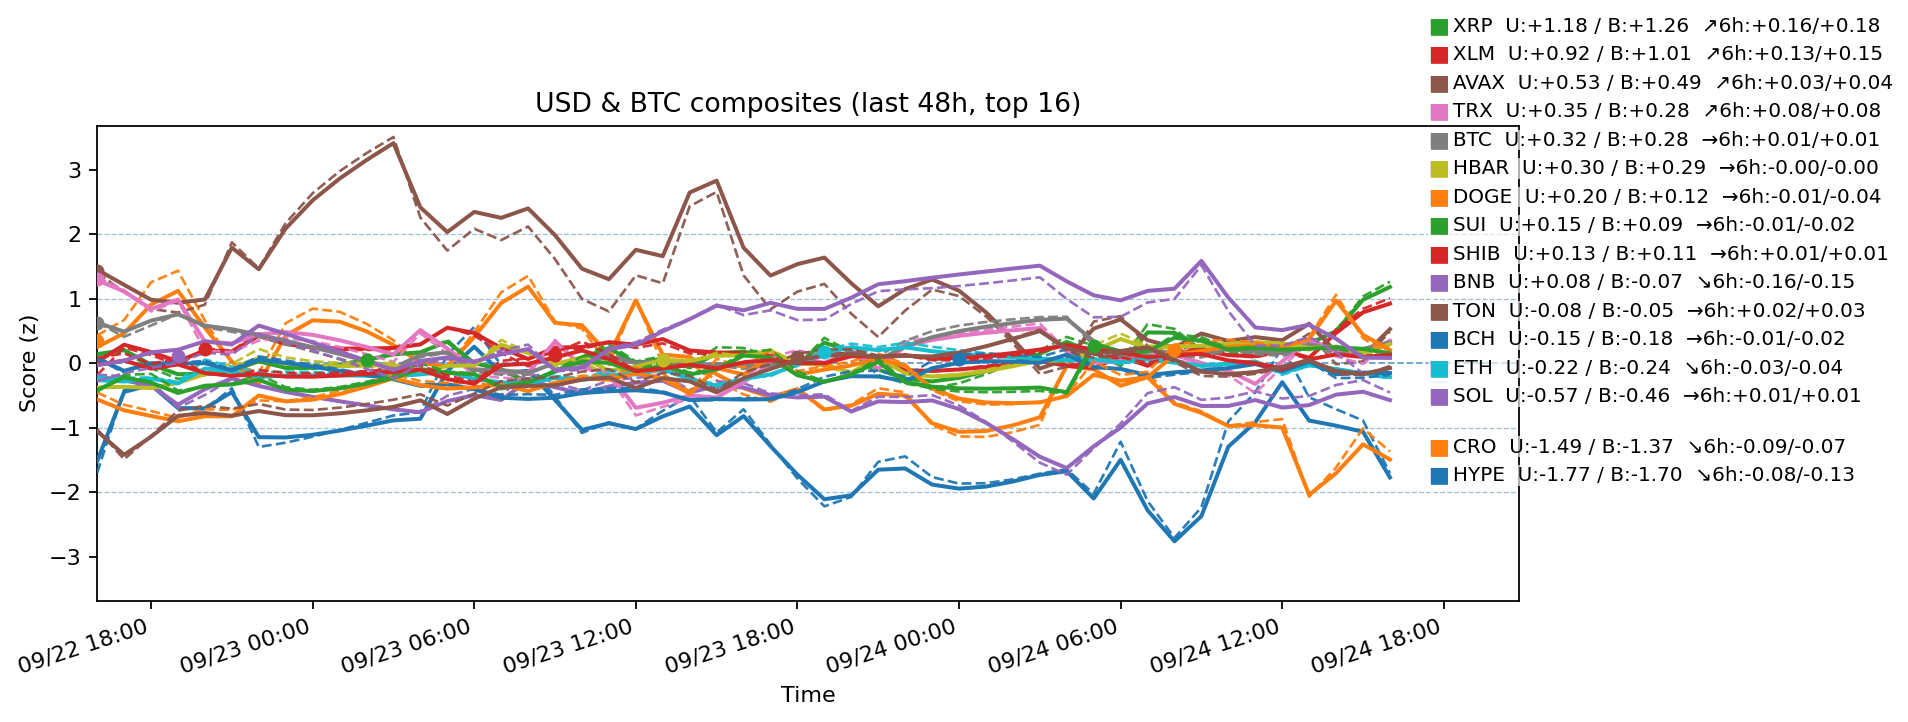 XRP U:+1.18 / B:+1.26 ↗6h:+0.16/+0.18
XLM U:+0.92 / B:+1.01 ↗6h:+0.13/+0.15
AVAX U:+0.53 / B:+0.49 ↗6h:+0.03/+0.04
USD & BTC composites (last 48h, top 16)
TRX U:+0.35 / B:+0.28 ↗6h:+0.08/+0.08
BTC U:+0.32 / B:+0.28 →6h:+0.01/+0.01
HBAR U:+0.30 / B:+0.29 →6h:-0.00/-0.00
DOGE U:+0.20 / B:+0.12 →6h:-0.01/-0.04
SUI U:+0.15 / B:+0.09 →6h:-0.01/-0.02
SHIB U:+0.13 / B:+0.11 →6h:+0.01/+0.01
BNB U:+0.08 / B:-0.07 ↘6h:-0.16/-0.15
TON U:-0.08 / B:-0.05 →6h:+0.02/+0.03
BCH U:-0.15 / B:-0.18 →6h:-0.01/-0.02
ETH U:-0.22 / B:-0.24 ↘6h:-0.03/-0.04
SOL U:-0.57 / B:-0.46 →6h:+0.01/+0.01
CRO U:-1.49 / B:-1.37 ↘6h:-0.09/-0.07
HYPE U:-1.77 / B:-1.70 ↘6h:-0.08/-0.13
Score (z)
3
2
1
0
−1
−2
−3
09/22 18:00
09/23 00:00
09/23 06:00
09/23 12:00
09/23 18:00
09/24 00:00
09/24 06:00
09/24 12:00
09/24 18:00
Time